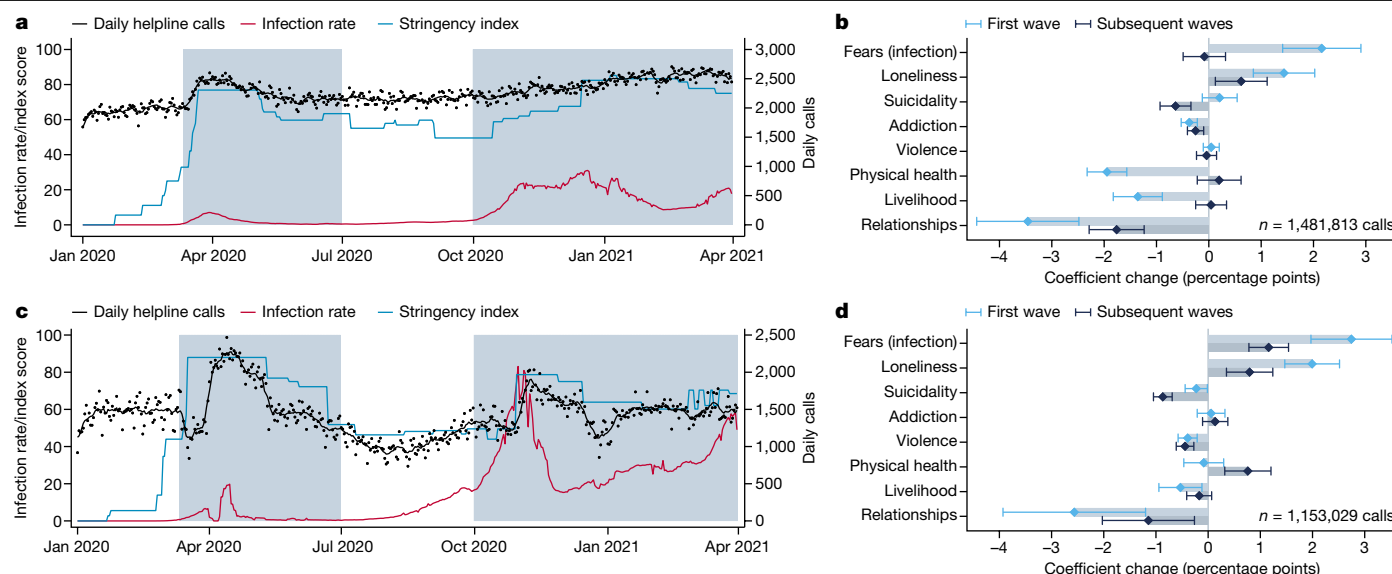 a
Daily helpline calls Infection rate Stringency index
Infection rate/index score
100
80
60
40
20
0
3,000
2,500
2,000
1,500
1,000
500
0
Daily calls
Jan 2020 Apr 2020 Jul 2020 Oct 2020 Jan 2021 Apr 2021
b
First wave Subsequent waves
Fears (infection)
Loneliness
Suicidality
Addiction
Violence
Physical health
Livelihood
Relationships
n = 1,481,813 calls
−4 −3 −2 −1 0 1 2 3
Coefficient change (percentage points)
c
Daily helpline calls Infection rate Stringency index
Infection rate/index score
100
80
60
40
20
0
2,500
2,000
1,500
1,000
500
0
Daily calls
Jan 2020 Apr 2020 Jul 2020 Oct 2020 Jan 2021 Apr 2021
d
First wave Subsequent waves
Fears (infection)
Loneliness
Suicidality
Addiction
Violence
Physical health
Livelihood
Relationships
n = 1,153,029 calls
−4 −3 −2 −1 0 1 2 3
Coefficient change (percentage points)